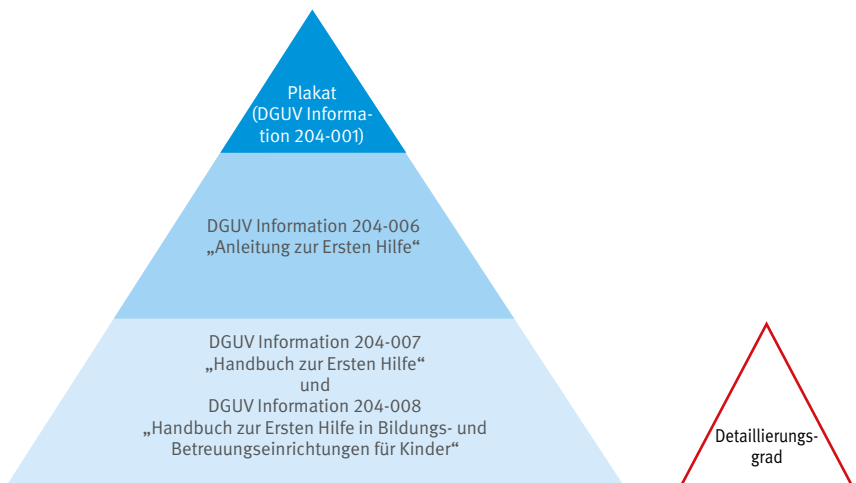 Plakat
(DGUV Informa-
tion 204-001)
DGUV Information 204-006
„Anleitung zur Ersten Hilfe“
DGUV Information 204-007
„Handbuch zur Ersten Hilfe“
und
DGUV Information 204-008
„Handbuch zur Ersten Hilfe in Bildungs- und
Betreuungseinrichtungen für Kinder“
Detaillierungs-
grad